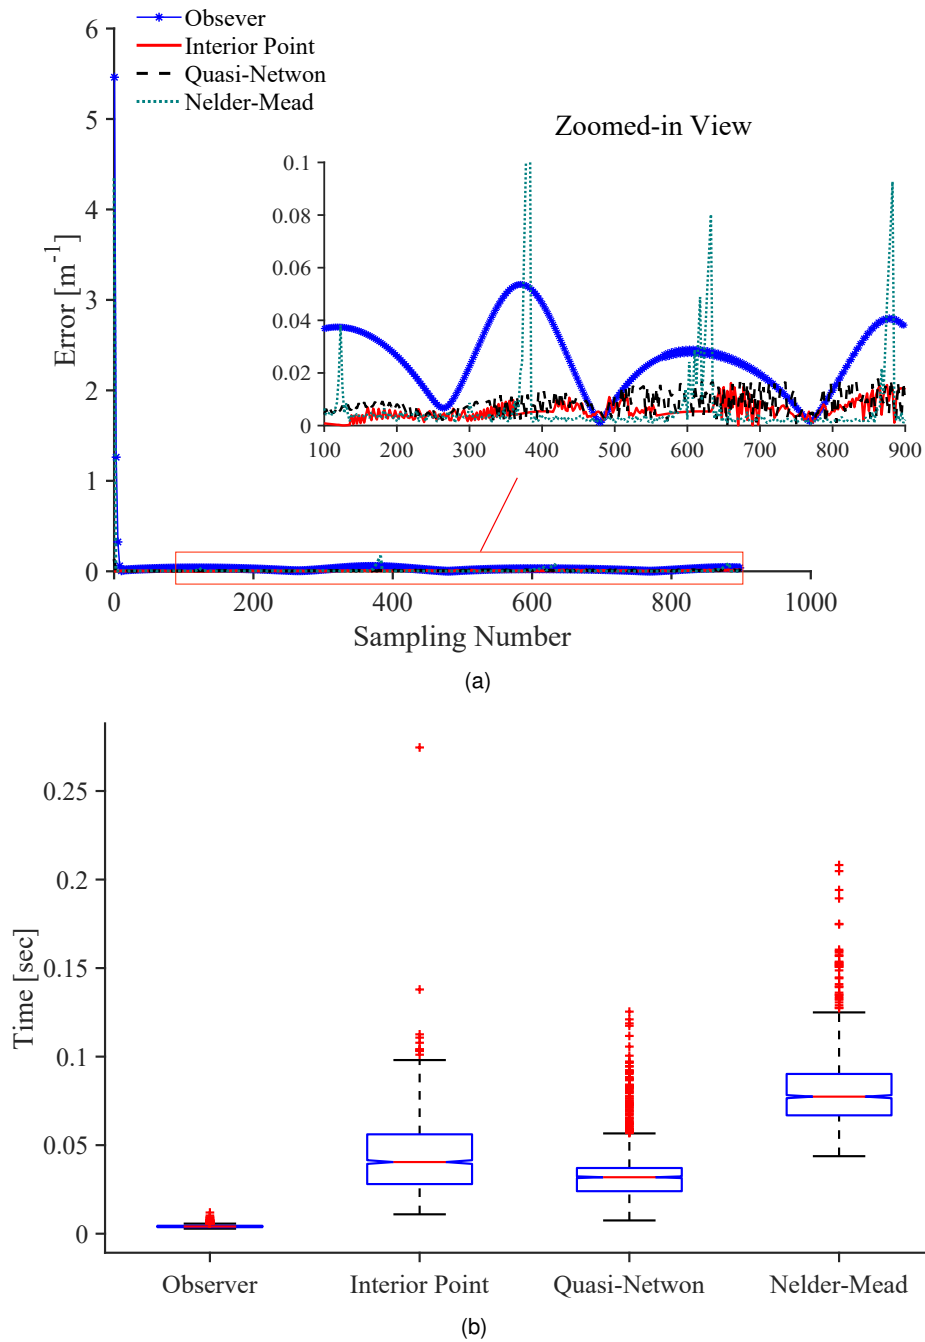 Obsever
Interior Point
Quasi-Netwon
Nelder-Mead
Zoomed-in View
Error [m^-1]
6
5
4
3
2
1
0
0.1
0.08
0.06
0.04
0.02
0
100 200 300 400 500 600 700 800 900
0 200 400 600 800 1000
Sampling Number
(a)
Time [sec]
0.25
0.2
0.15
0.1
0.05
0
Observer Interior Point Quasi-Netwon Nelder-Mead
(b)